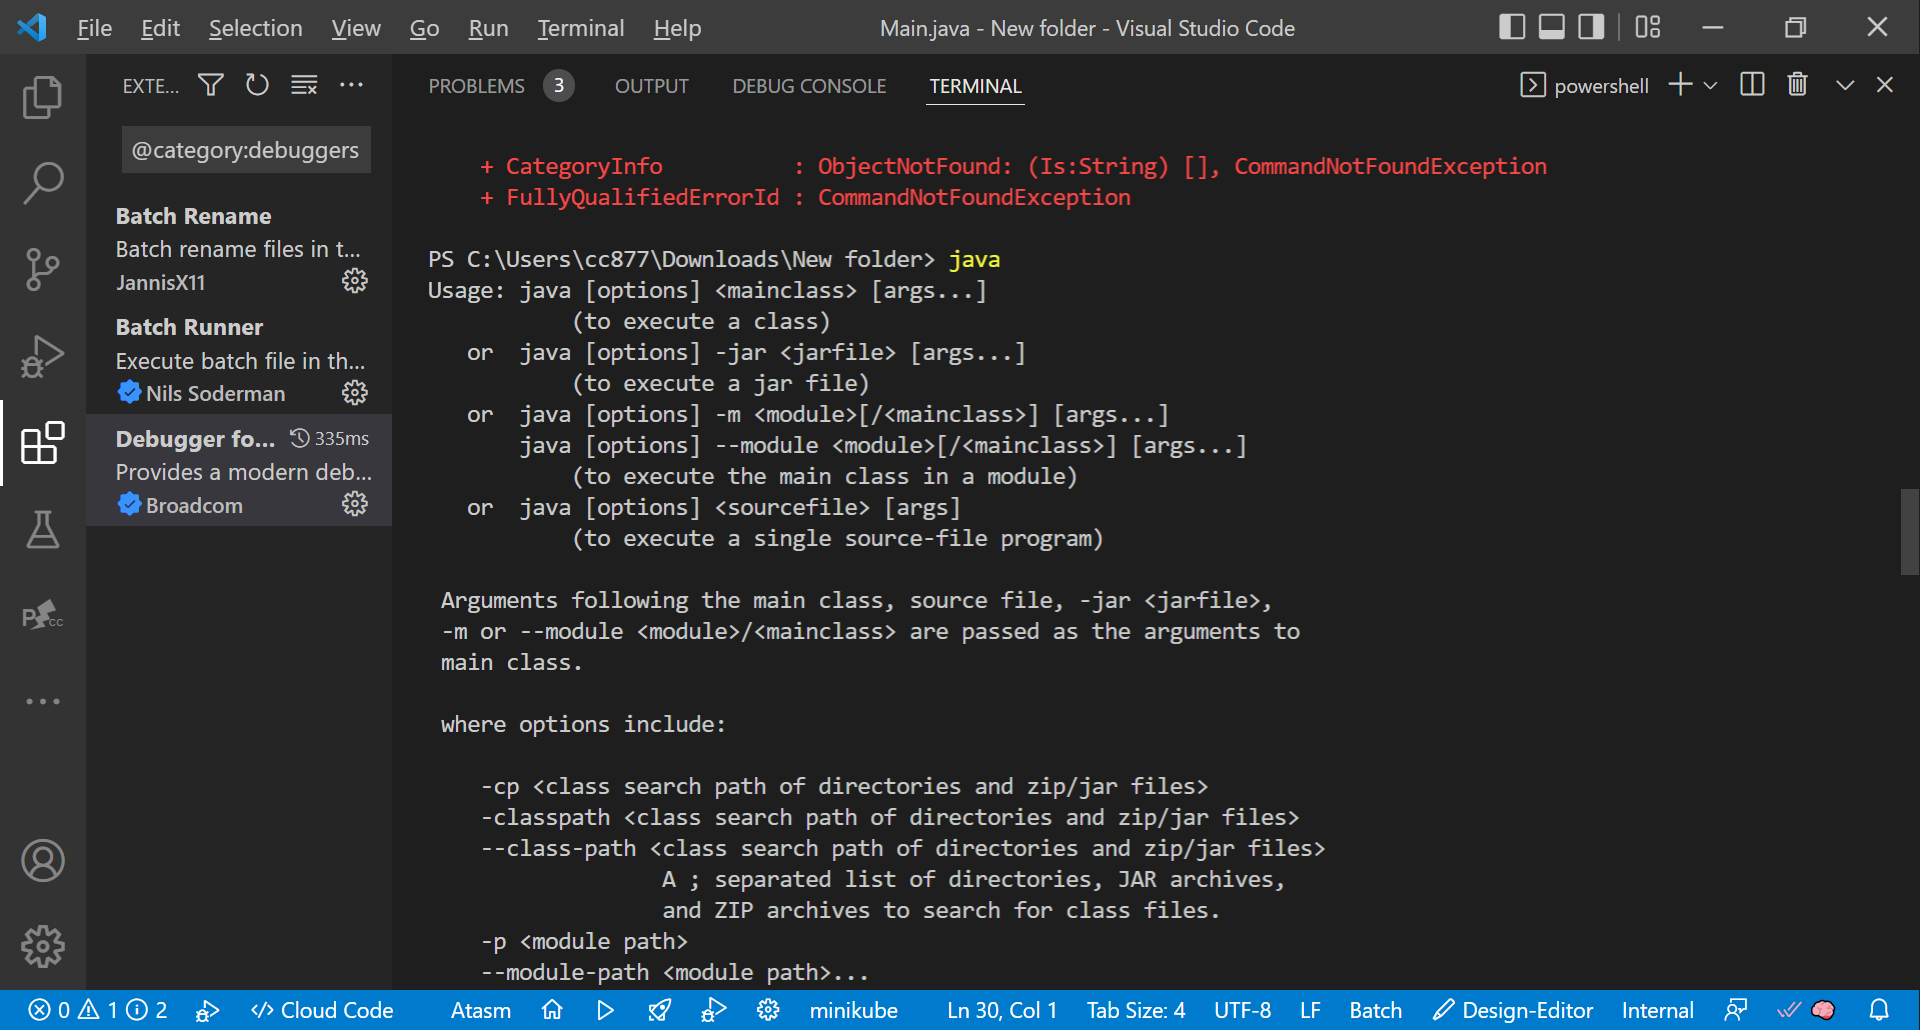 File Edit Selection View Go Run Terminal Help Main.java - New folder - Visual Studio Code
EXTE...
@category:debuggers
Batch Rename
Batch rename files in t...
JannisX11
Batch Runner
Execute batch file in th...
Nils Soderman
Debugger fo... 335ms
Provides a modern deb...
Broadcom
PROBLEMS 3 OUTPUT DEBUG CONSOLE TERMINAL powershell
+ CategoryInfo          : ObjectNotFound: (Is:String) [], CommandNotFoundException
+ FullyQualifiedErrorId : CommandNotFoundException
PS C:\Users\cc877\Downloads\New folder> java
Usage: java [options] <mainclass> [args...]
(to execute a class)
or  java [options] -jar <jarfile> [args...]
(to execute a jar file)
or  java [options] -m <module>[/<mainclass>] [args...]
java [options] --module <module>[/<mainclass>] [args...]
(to execute the main class in a module)
or  java [options] <sourcefile> [args]
(to execute a single source-file program)
Arguments following the main class, source file, -jar <jarfile>,
-m or --module <module>/<mainclass> are passed as the arguments to
main class.
where options include:
-cp <class search path of directories and zip/jar files>
-classpath <class search path of directories and zip/jar files>
--class-path <class search path of directories and zip/jar files>
A ; separated list of directories, JAR archives,
and ZIP archives to search for class files.
-p <module path>
--module-path <module path>...
P cc
0 1 2 Cloud Code Atasm minikube Ln 30, Col 1 Tab Size: 4 UTF-8 LF Batch Design-Editor Internal